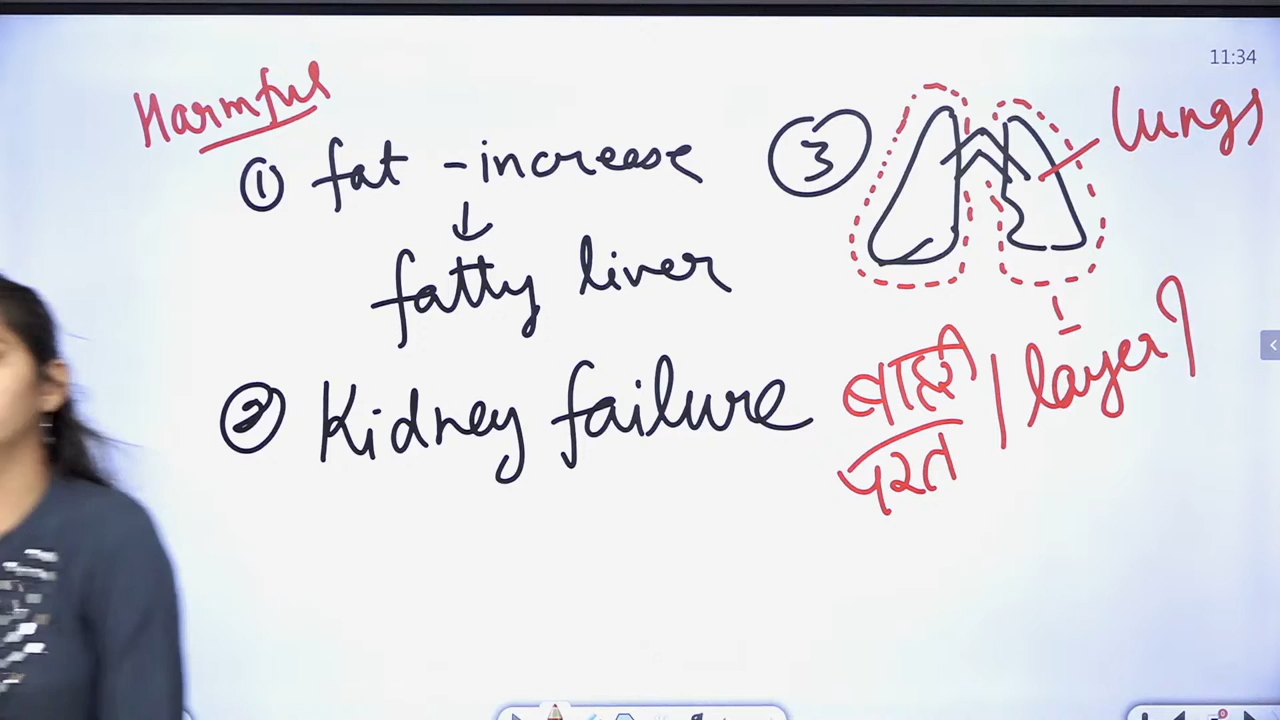 11:34
Harmful
① fat - increase
↓
fatty liver
② Kidney failure
③
lungs
बाहरी
परत | layer?